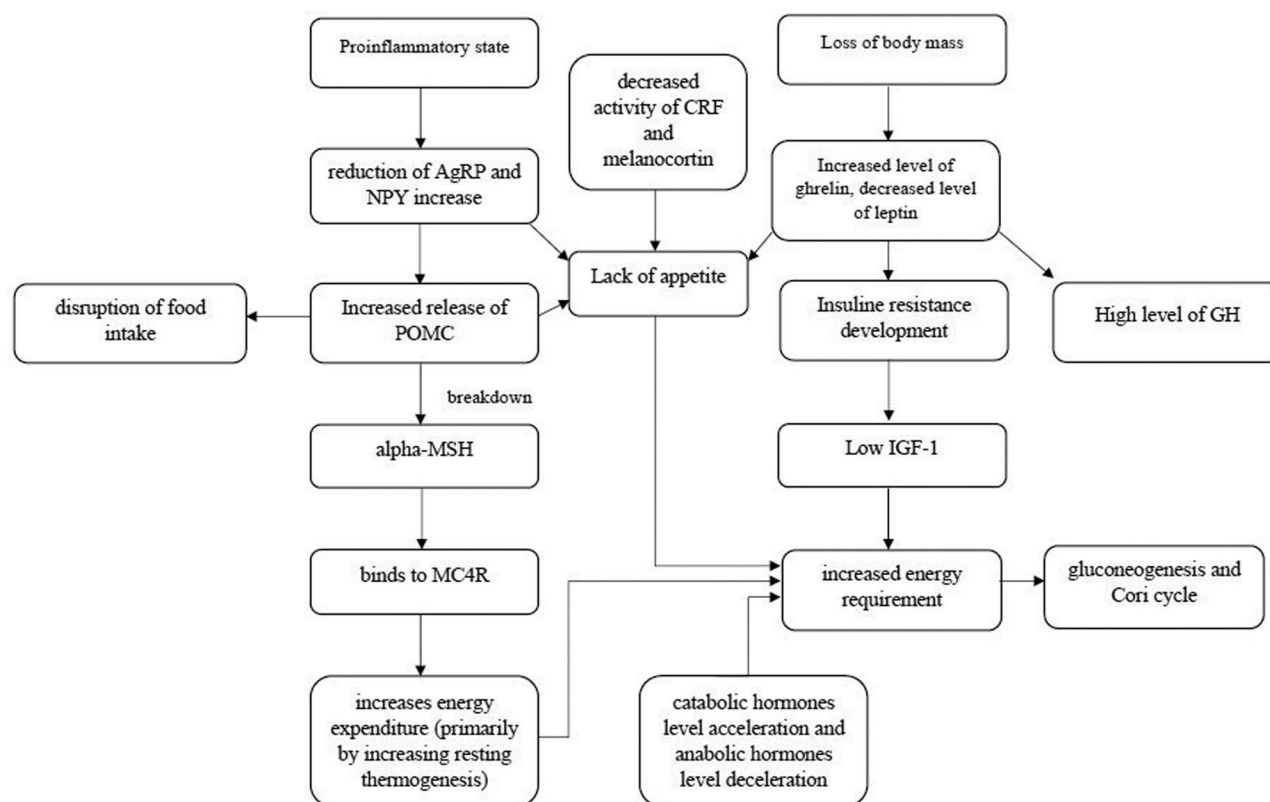 Proinflammatory state
Loss of body mass
decreased
activity of CRF
and
melanocortin
reduction of AgRP and
NPY increase
Increased level of
ghrelin, decreased level
of leptin
Lack of appetite
disruption of food
intake
Increased release of
POMC
Insuline resistance
development
High level of GH
breakdown
alpha-MSH
Low IGF-1
binds to MC4R
increased energy
requirement
gluconeogenesis and
Cori cycle
increases energy
expenditure (primarily
by increasing resting
thermogenesis)
catabolic hormones
level acceleration and
anabolic hormones
level deceleration